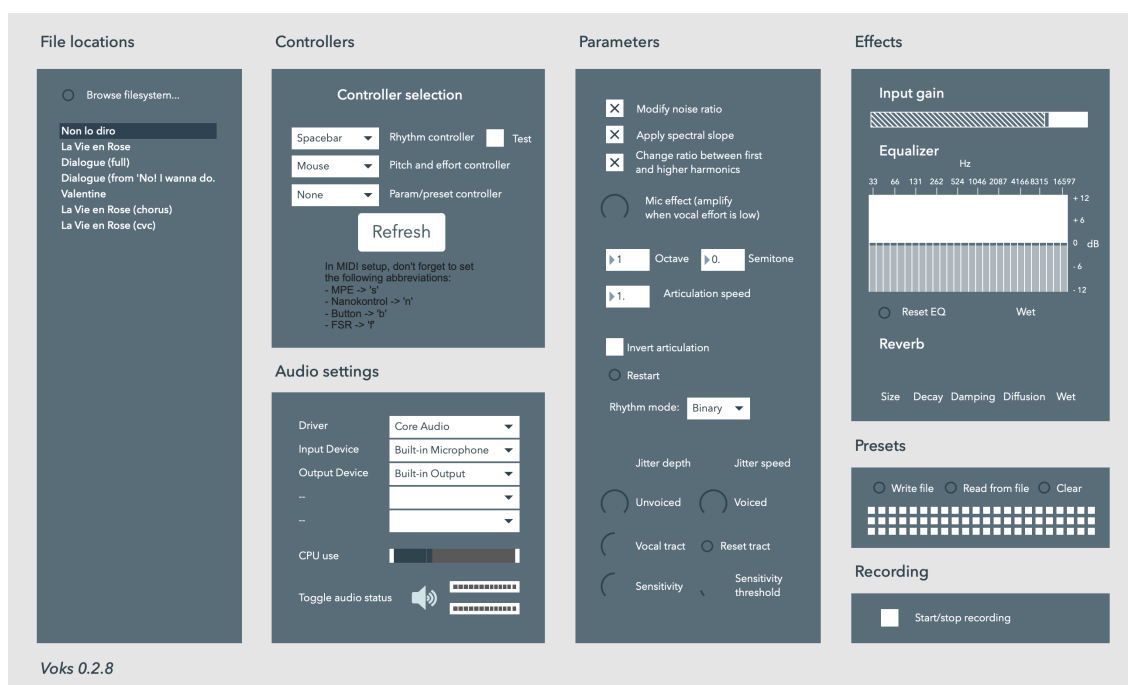 File locations
Browse filesystem...
Non lo diro
La Vie en Rose
Dialogue (full)
Dialogue (from 'No! I wanna do.
Valentine
La Vie en Rose (chorus)
La Vie en Rose (cvc)
Controllers
Controller selection
Spacebar Rhythm controller Test
Mouse Pitch and effort controller
None Param/preset controller
Refresh
In MIDI setup, don't forget to set
the following abbreviations:
- MPE -> 's'
- Nanokontrol -> 'n'
- Button -> 'b'
- FSR -> 'f'
Audio settings
Driver Core Audio
Input Device Built-in Microphone
Output Device Built-in Output
--
--
CPU use
Toggle audio status
Parameters
Modify noise ratio
Apply spectral slope
Change ratio between first
and higher harmonics
Mic effect (amplify
when vocal effort is low)
1 Octave 0. Semitone
1. Articulation speed
Invert articulation
Restart
Rhythm mode: Binary
Jitter depth Jitter speed
Unvoiced Voiced
Vocal tract Reset tract
Sensitivity Sensitivity
threshold
Effects
Input gain
Equalizer
Hz
33 66 131 262 524 1046 2087 4166 8315 16597
+ 12
+ 6
0 dB
- 6
- 12
Reset EQ Wet
Reverb
Size Decay Damping Diffusion Wet
Presets
Write file Read from file Clear
Recording
Start/stop recording
Voks 0.2.8